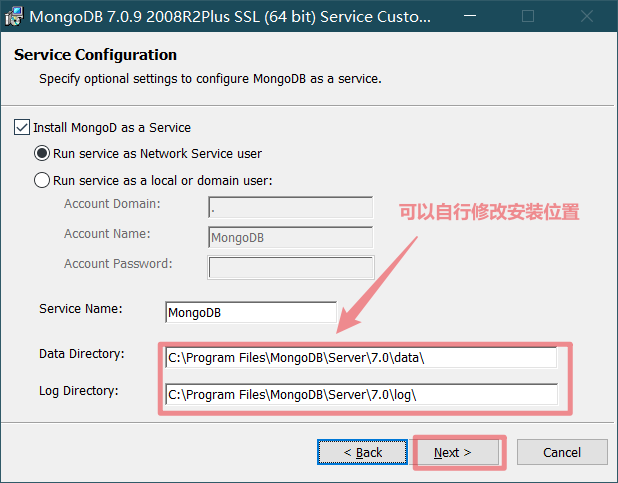 MongoDB 7.0.9 2008R2Plus SSL (64 bit) Service Custo...
Service Configuration
Specify optional settings to configure MongoDB as a service.
Install MongoD as a Service
Run service as Network Service user
Run service as a local or domain user:
Account Domain: .
可以自行修改安装位置
Account Name: MongoDB
Account Password:
Service Name: MongoDB
Data Directory: C:\Program Files\MongoDB\Server\7.0\data\
Log Directory: C:\Program Files\MongoDB\Server\7.0\log\
< Back Next > Cancel